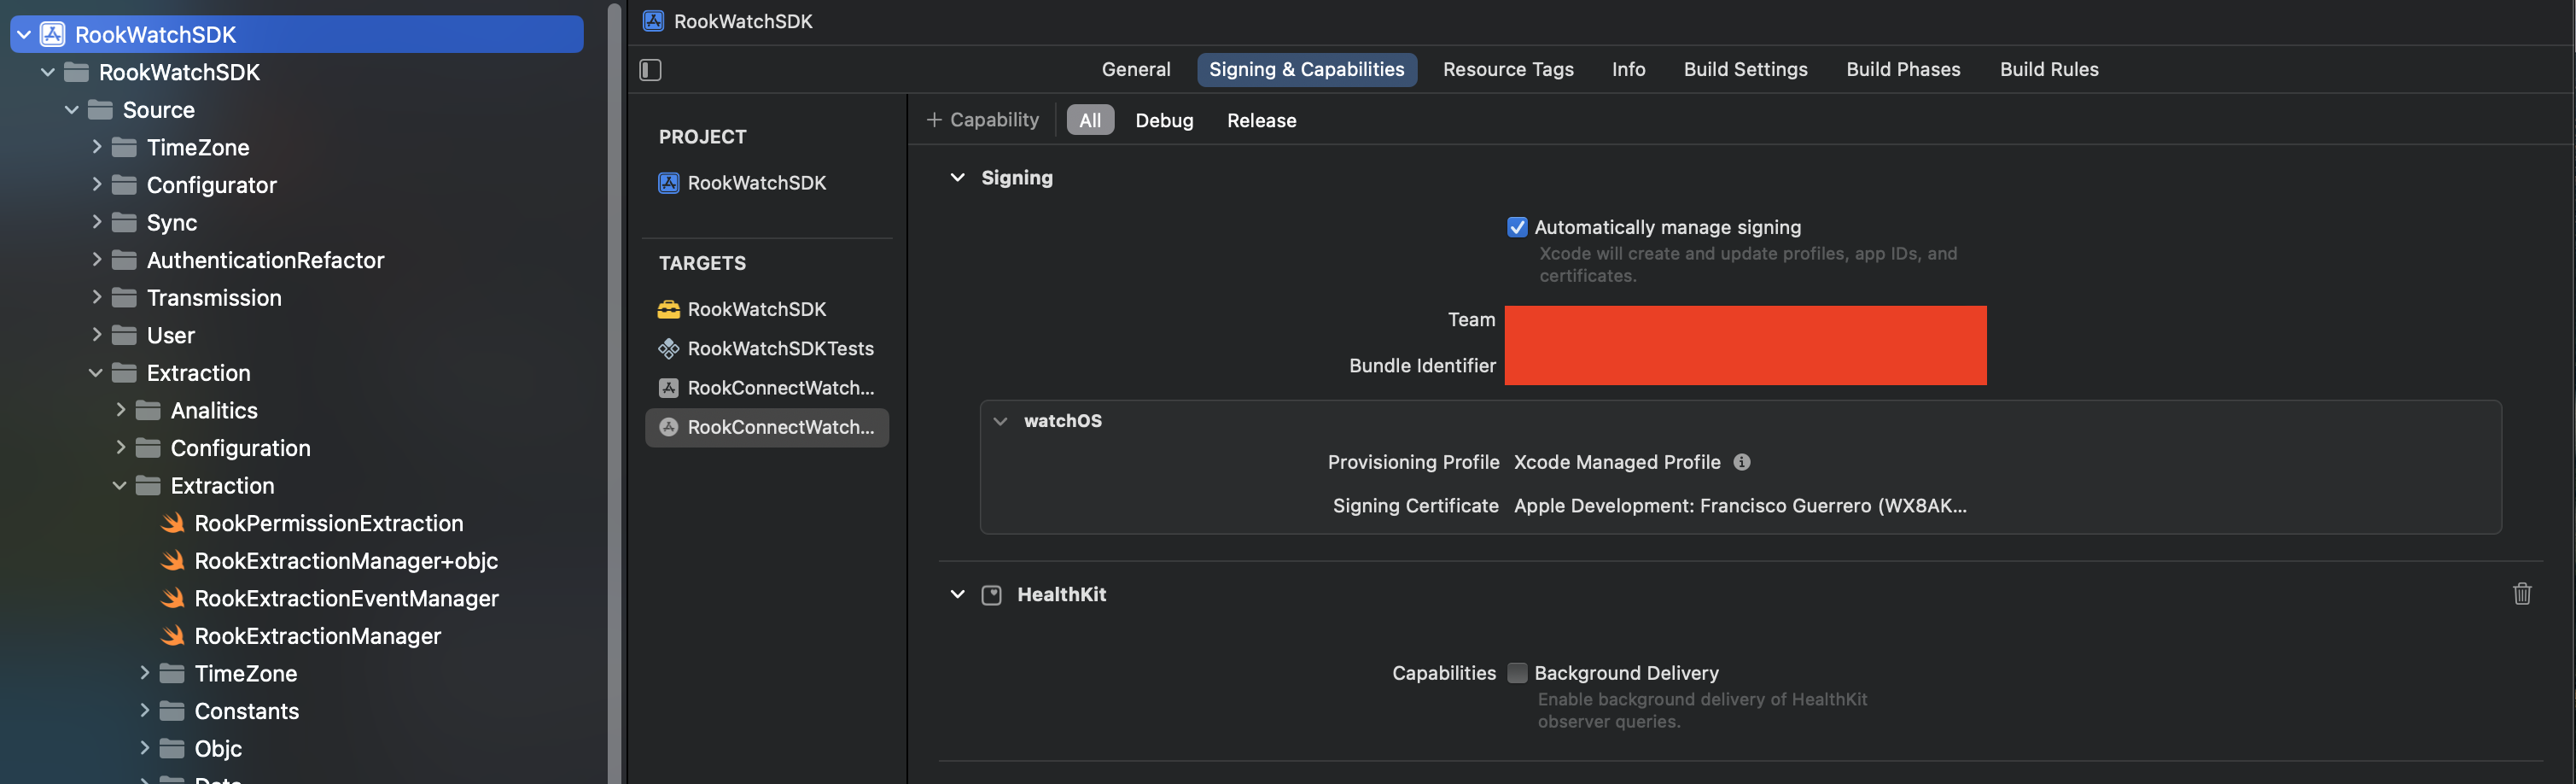 RookWatchSDK
RookWatchSDK
Source
TimeZone
Configurator
Sync
AuthenticationRefactor
Transmission
User
Extraction
Analitics
Configuration
Extraction
RookPermissionExtraction
RookExtractionManager+objc
RookExtractionEventManager
RookExtractionManager
TimeZone
Constants
Objc
RookWatchSDK
General Signing & Capabilities Resource Tags Info Build Settings Build Phases Build Rules
PROJECT
RookWatchSDK
TARGETS
RookWatchSDK
RookWatchSDKTests
RookConnectWatch...
RookConnectWatch...
+ Capability All Debug Release
Signing
Automatically manage signing
Xcode will create and update profiles, app IDs, and
certificates.
Team
Bundle Identifier
watchOS
Provisioning Profile Xcode Managed Profile
Signing Certificate Apple Development: Francisco Guerrero (WX8AK...
HealthKit
Capabilities Background Delivery
Enable background delivery of HealthKit
observer queries.